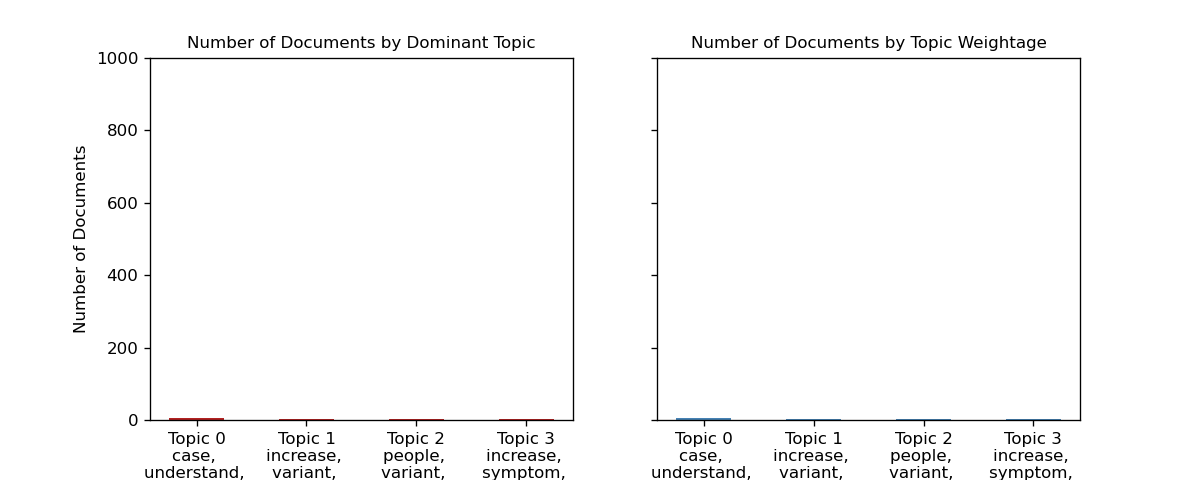 Number of Documents by Dominant Topic
Number of Documents
1000
800
600
400
200
0
Topic 0
case,
understand,
Topic 1
increase,
variant,
Topic 2
people,
variant,
Topic 3
increase,
symptom,
Number of Documents by Topic Weightage
Topic 0
case,
understand,
Topic 1
increase,
variant,
Topic 2
people,
variant,
Topic 3
increase,
symptom,